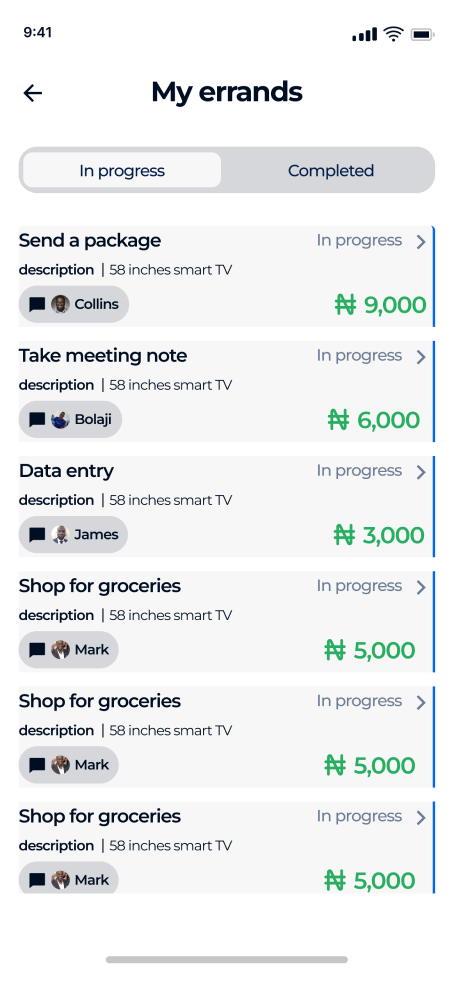 9:41
My errands
In progress Completed
Send a package In progress
description | 58 inches smart TV
Collins ₦ 9,000
Take meeting note In progress
description | 58 inches smart TV
Bolaji ₦ 6,000
Data entry In progress
description | 58 inches smart TV
James ₦ 3,000
Shop for groceries In progress
description | 58 inches smart TV
Mark ₦ 5,000
Shop for groceries In progress
description | 58 inches smart TV
Mark ₦ 5,000
Shop for groceries In progress
description | 58 inches smart TV
Mark ₦ 5,000